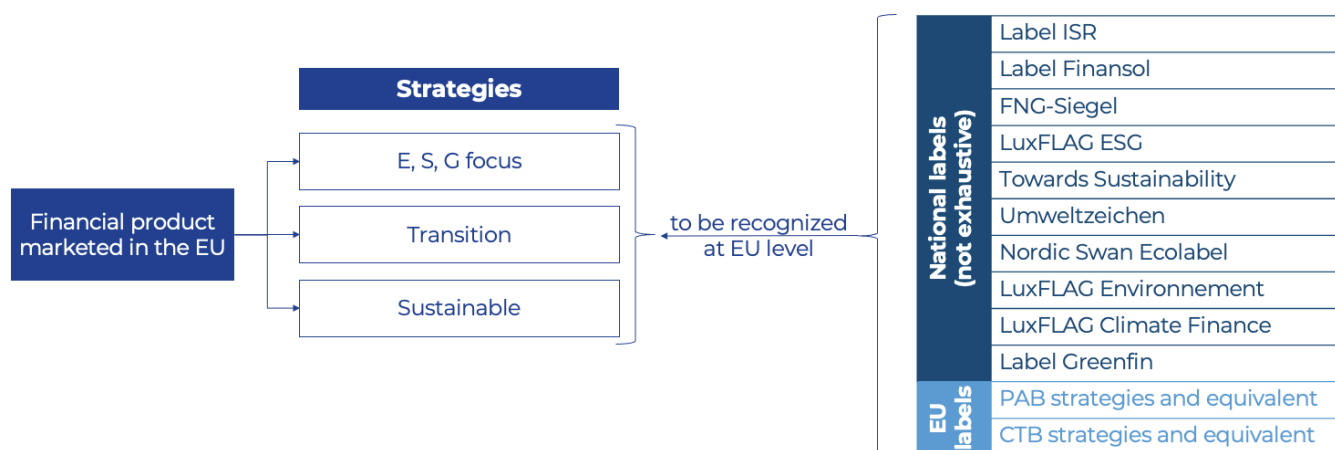 Strategies
E, S, G focus
Transition
Sustainable
Financial product
marketed in the EU
to be recognized
at EU level
National labels
(not exhaustive)
Label ISR
Label Finansol
FNG-Siegel
LuxFLAG ESG
Towards Sustainability
Umweltzeichen
Nordic Swan Ecolabel
LuxFLAG Environnement
LuxFLAG Climate Finance
Label Greenfin
EU
labels
PAB strategies and equivalent
CTB strategies and equivalent